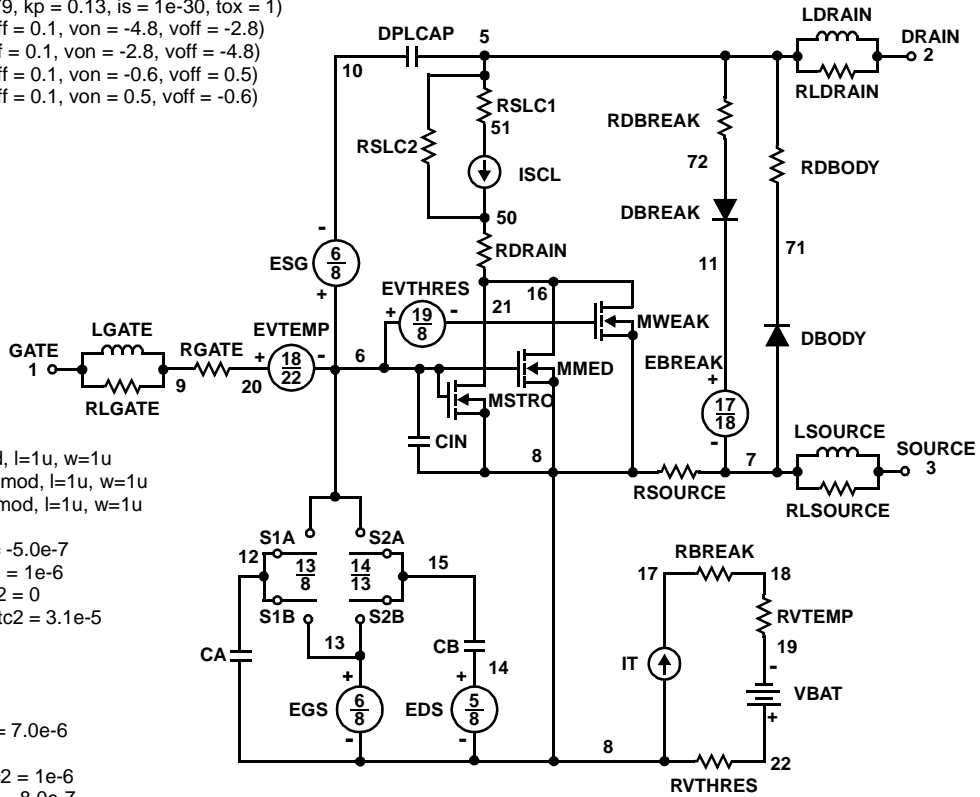 9, kp = 0.13, is = 1e-30, tox = 1)
ff = 0.1, von = -4.8, voff = -2.8)
f = 0.1, von = -2.8, voff = -4.8)
ff = 0.1, von = -0.6, voff = 0.5)
ff = 0.1, von = 0.5, voff = -0.6)
DPLCAP
5
10
LDRAIN
DRAIN
2
RLDRAIN
RSLC1
51
RSLC2
ISCL
50
RDRAIN
RDBREAK
72
RDBODY
DBREAK
11
71
ESG
6
8
-
+
EVTHRES
+
19
8
-
21
16
MWEAK
LGATE
GATE
1
RLGATE
9
RGATE
20
EVTEMP
+
18
22
-
6
MMED
MSTRO
CIN
EBREAK
+
17
18
-
DBODY
8
RSOURCE
7
LSOURCE
SOURCE
3
RLSOURCE
, l=1u, w=1u
mod, l=1u, w=1u
mod, l=1u, w=1u
-5.0e-7
= 1e-6
2 = 0
tc2 = 3.1e-5
= 7.0e-6
2 = 1e-6
8.0e-7
S1A
S2A
12
13
8
14
13
15
S1B
S2B
13
CA
CB
14
+
EGS
6
8
-
+
EDS
5
8
-
RBREAK
17
18
RVTEMP
19
IT
-
VBAT
+
8
22
RVTHRES